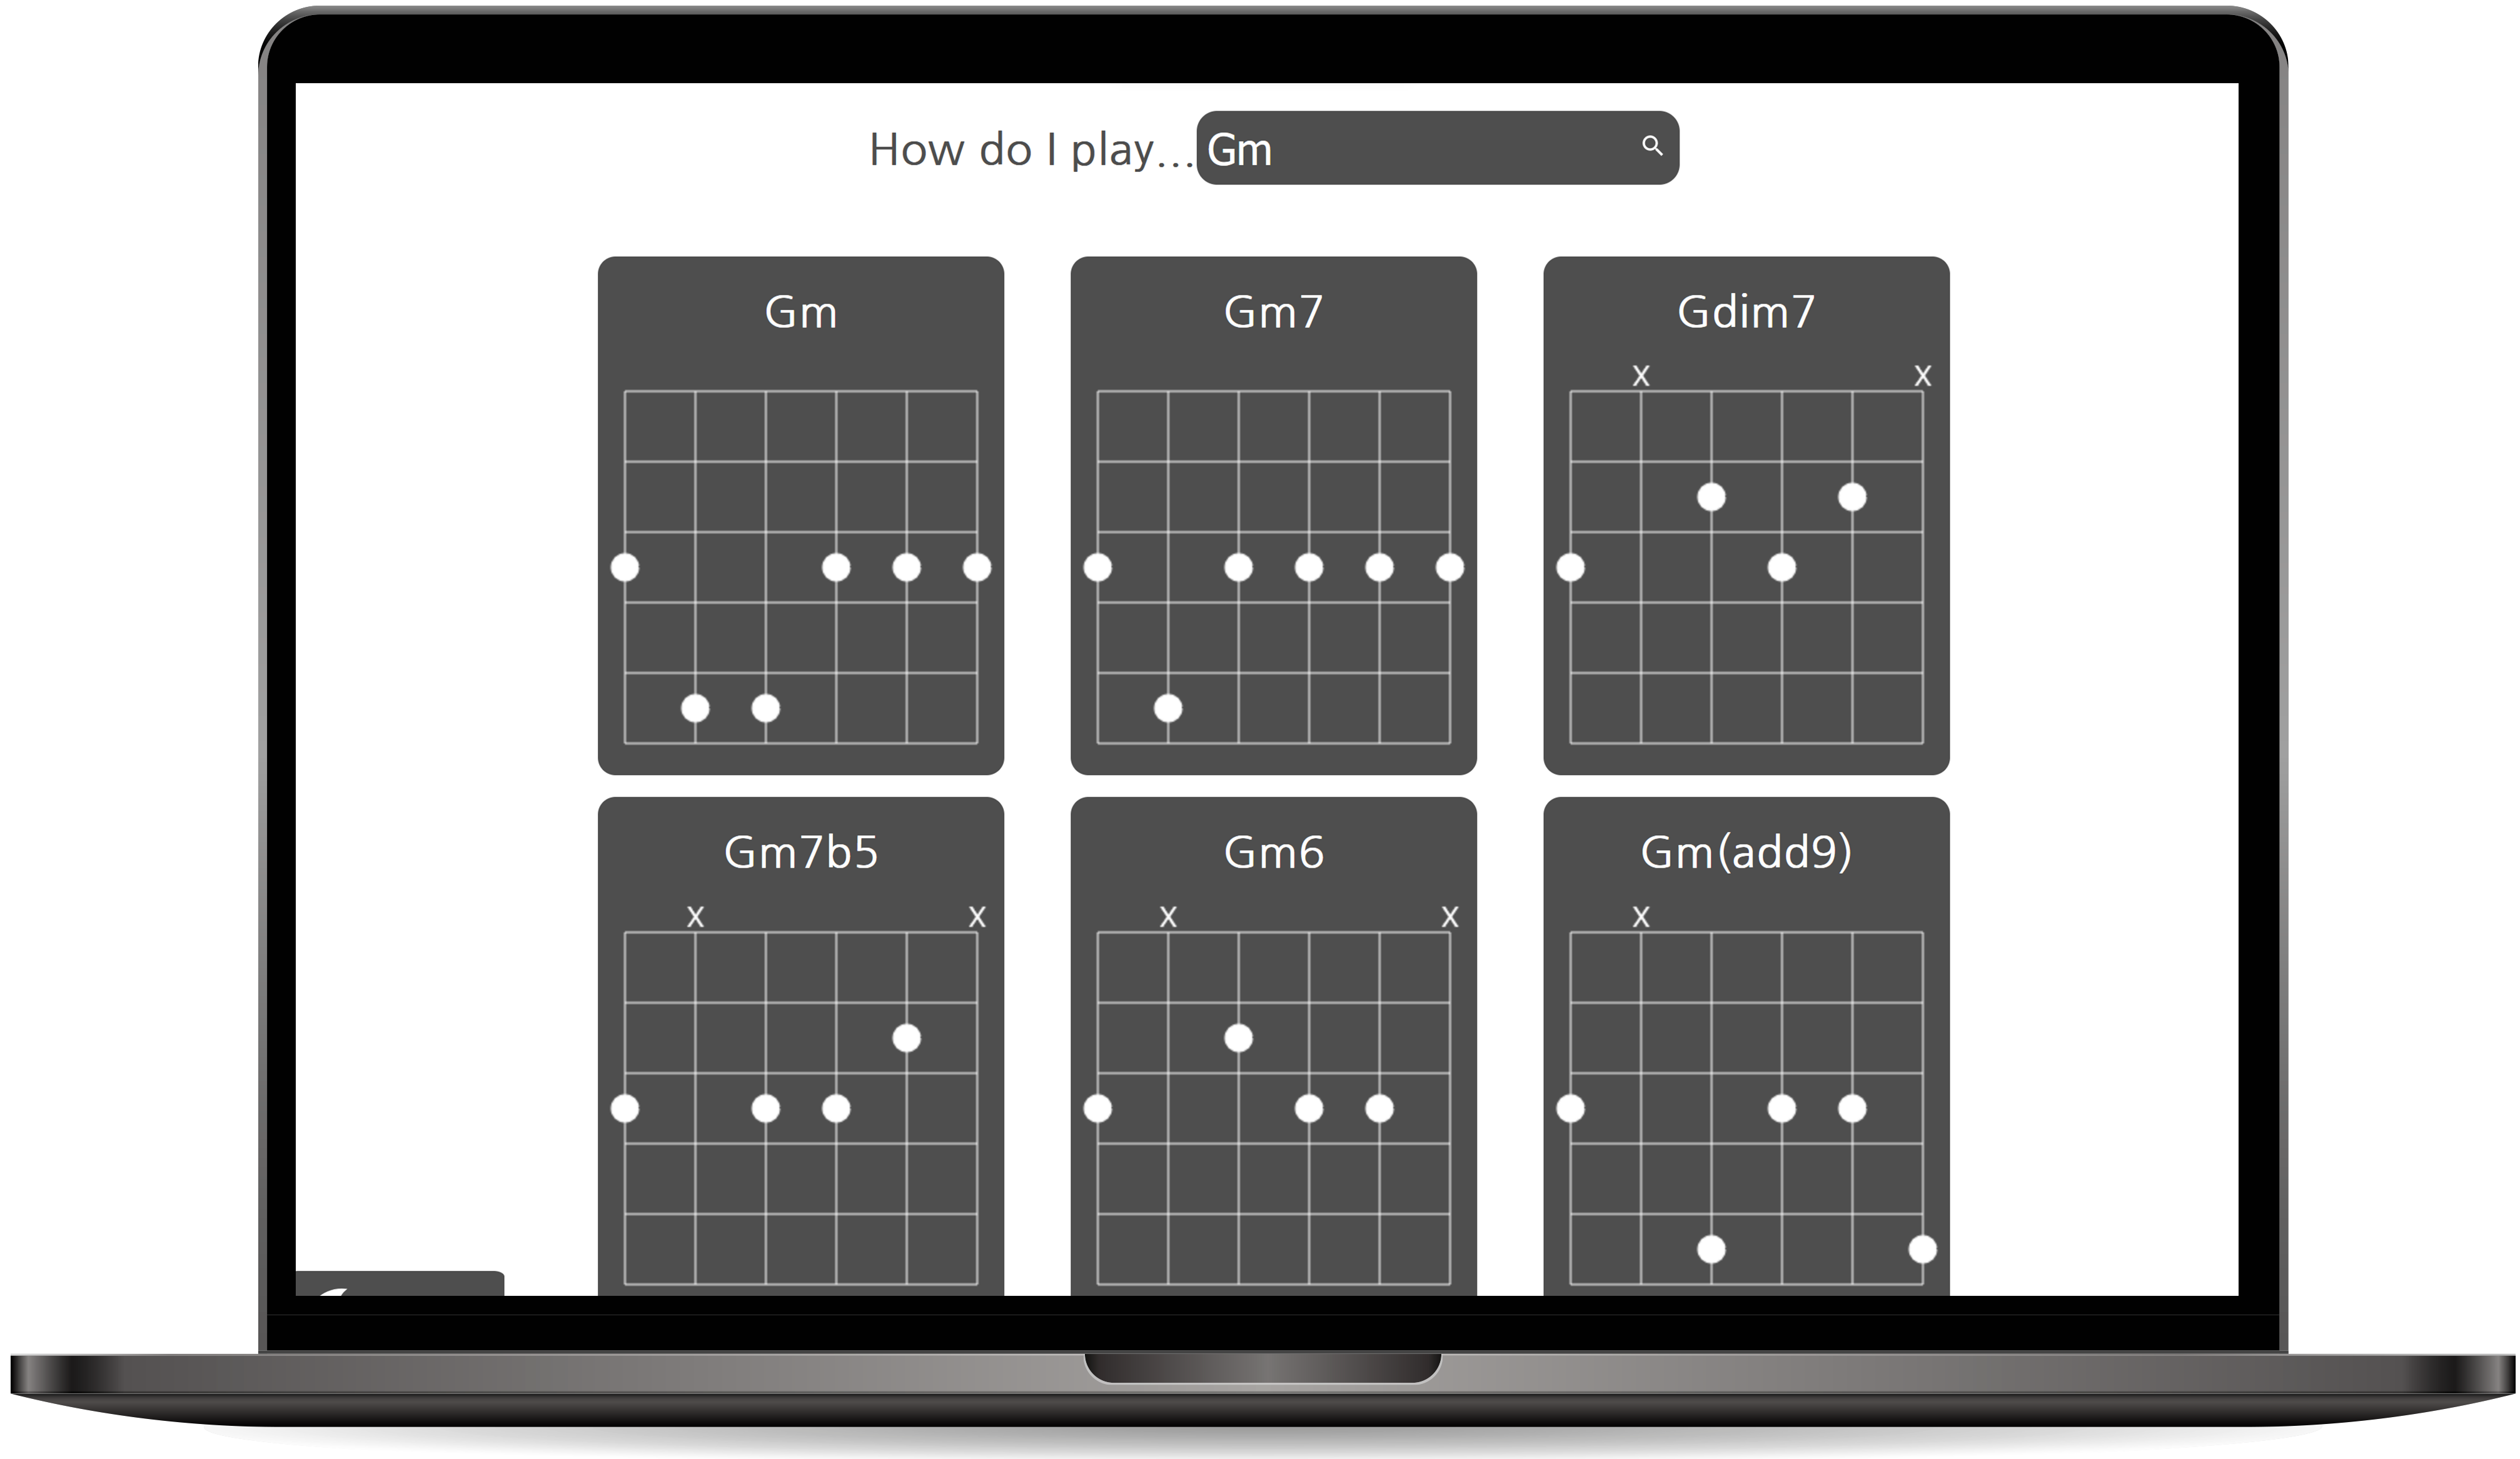 How do I play... Gm
Gm Gm7 Gdim7
X X
Gm7b5 Gm6 Gm(add9)
X X X X X